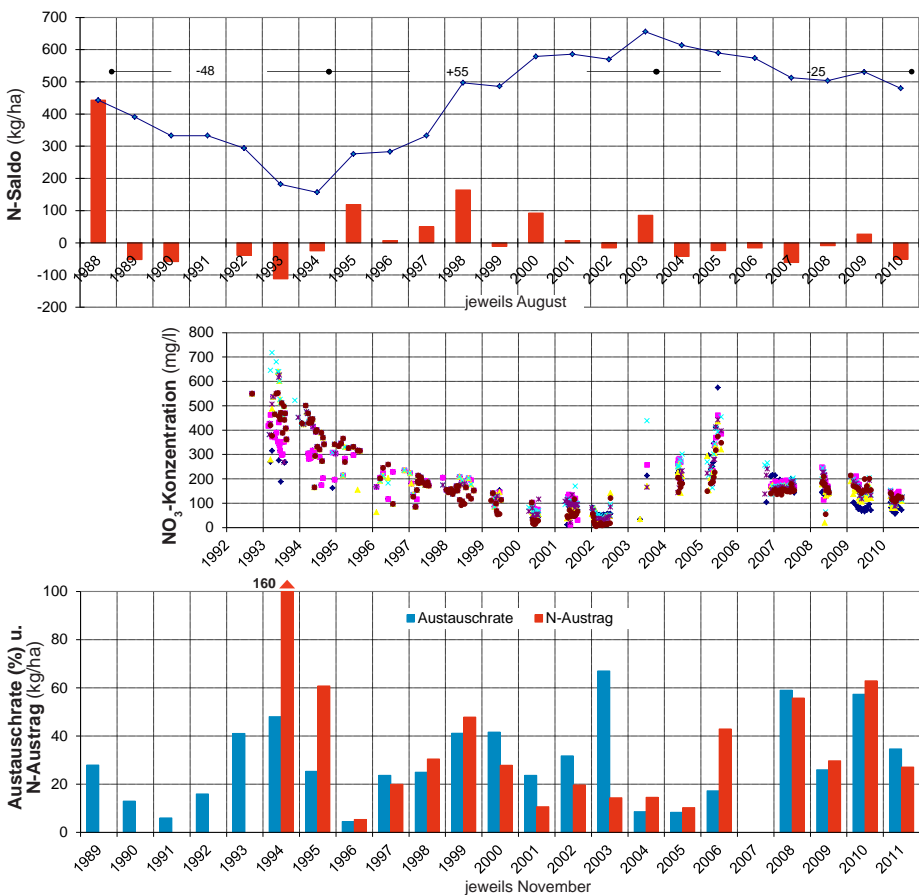 700
600
500
400
300
200
100
0
-100
-200
N-Saldo (kg/ha)
-48
+55
-25
1988 1989 1990 1991 1992 1993 1994 1995 1996 1997 1998 1999 2000 2001 2002 2003 2004 2005 2006 2007 2008 2009 2010
jeweils August
800
700
600
500
400
300
200
100
0
NO3-Konzentration (mg/l)
1992 1993 1994 1995 1996 1997 1998 1999 2000 2001 2002 2003 2004 2005 2006 2007 2008 2009 2010
160
100
80
60
40
20
0
Austauschrate (%) u.
N-Austrag (kg/ha)
Austauschrate N-Austrag
1989 1990 1991 1992 1993 1994 1995 1996 1997 1998 1999 2000 2001 2002 2003 2004 2005 2006 2007 2008 2009 2010 2011
jeweils November